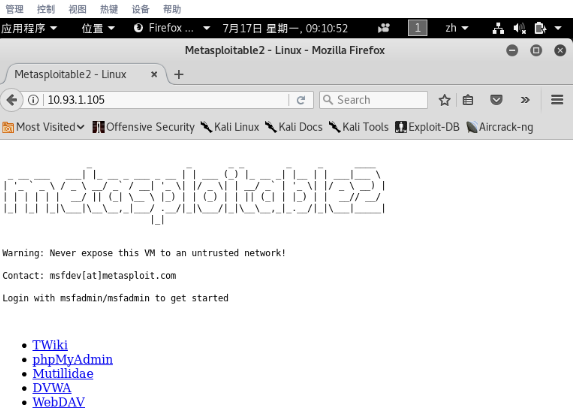 管理 控制 视图 热键 设备 帮助
应用程序 位置 Firefox ... 7月17日 星期一, 09:10:52 1 zh
Metasploitable2 - Linux - Mozilla Firefox
Metasploitable2 - Linux
10.93.1.105 Search
Most Visited Offensive Security Kali Linux Kali Docs Kali Tools Exploit-DB Aircrack-ng
metasploitable2
Warning: Never expose this VM to an untrusted network!
Contact: msfdev[at]metasploit.com
Login with msfadmin/msfadmin to get started
TWiki
phpMyAdmin
Mutillidae
DVWA
WebDAV